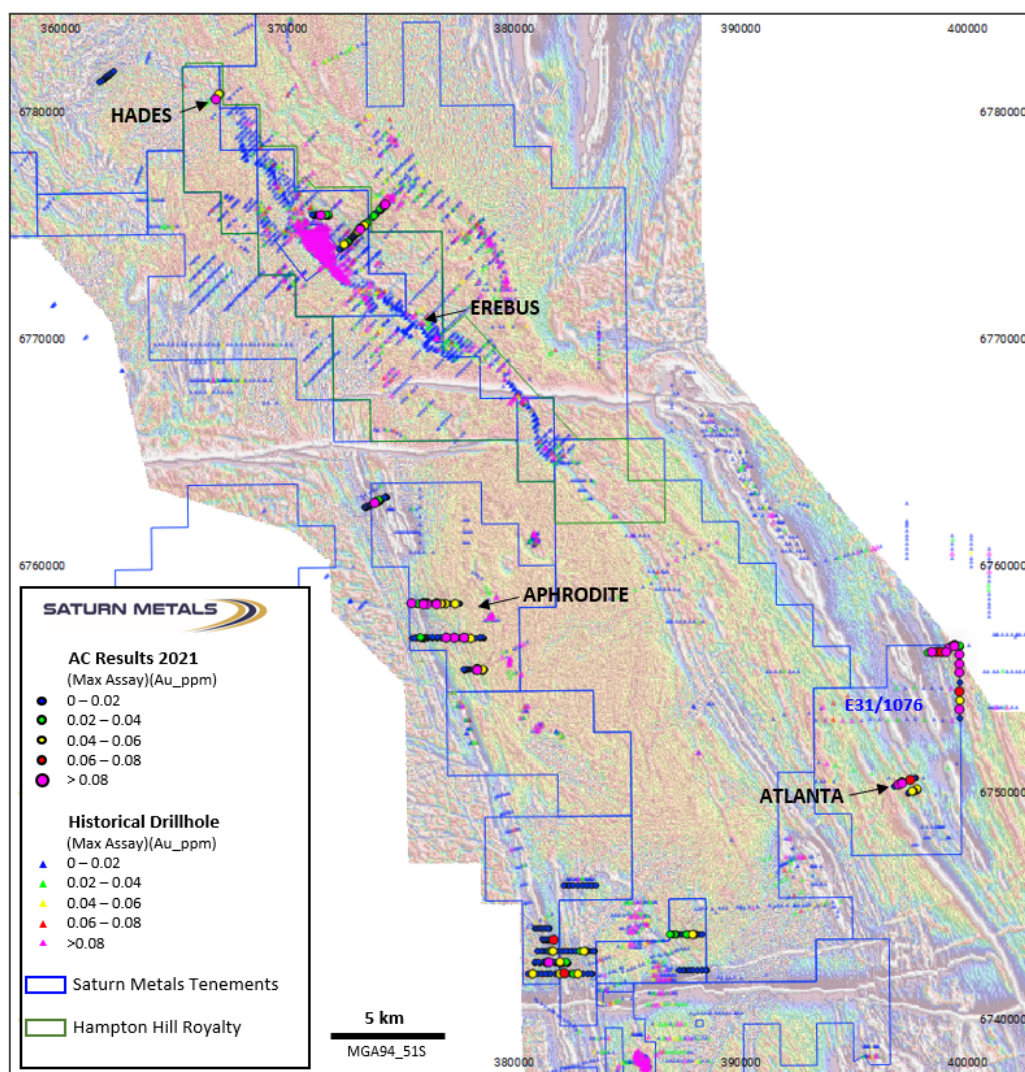 360000
370000
380000
390000
400000
6780000
6780000
HADES
EREBUS
6770000
6770000
6760000
6760000
APHRODITE
E31/1076
ATLANTA
6750000
6740000
380000
390000
400000
SATURN METALS
AC Results 2021
(Max Assay)(Au_ppm)
0 – 0.02
0.02 – 0.04
0.04 – 0.06
0.06 – 0.08
> 0.08
Historical Drillhole
(Max Assay)(Au_ppm)
0 – 0.02
0.02 – 0.04
0.04 – 0.06
0.06 – 0.08
>0.08
Saturn Metals Tenements
Hampton Hill Royalty
5 km
MGA94_51S